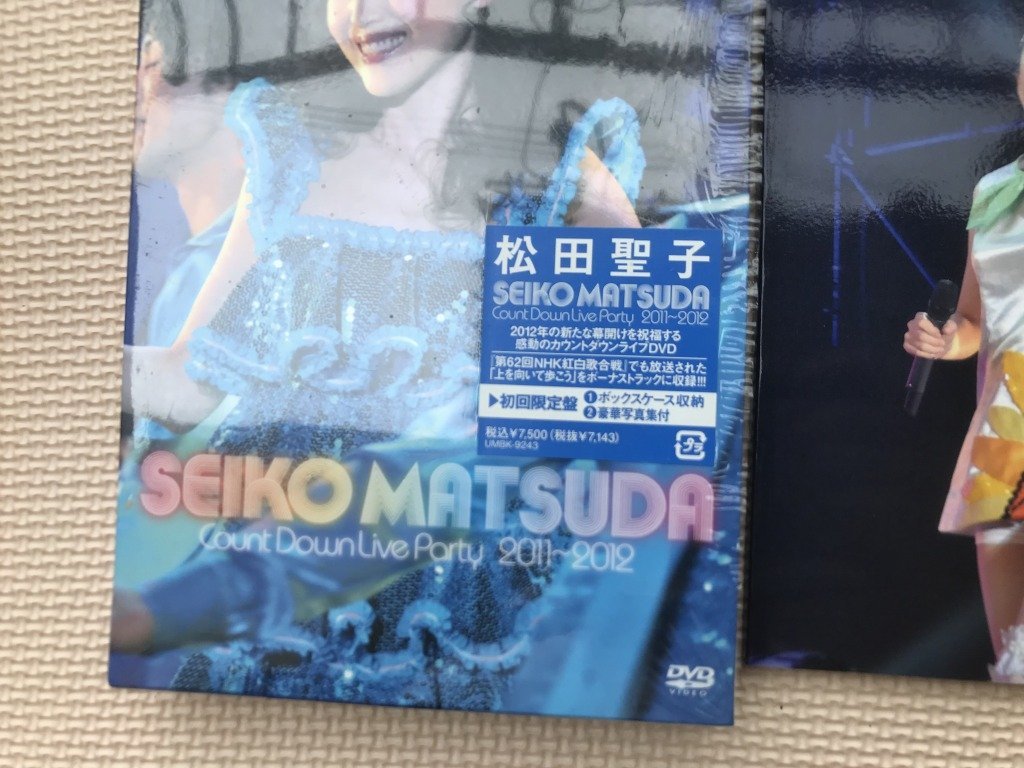 松田聖子
SEIKO MATSUDA
Count Down Live Party 2011~2012
2012年の新たな幕開けを祝福する
感動のカウントダウンライブDVD
『第62回NHK紅白歌合戦』でも放送された
「上を向いて歩こう」をボーナストラックに収録!!!
▶初回限定盤 ❶ボックスケース収納
❷豪華写真集付
税込¥7,500(税抜¥7,143)
UMBK-9243
プラ
SEIKO MATSUDA
Count Down Live Party 2011~2012
DVD
VIDEO